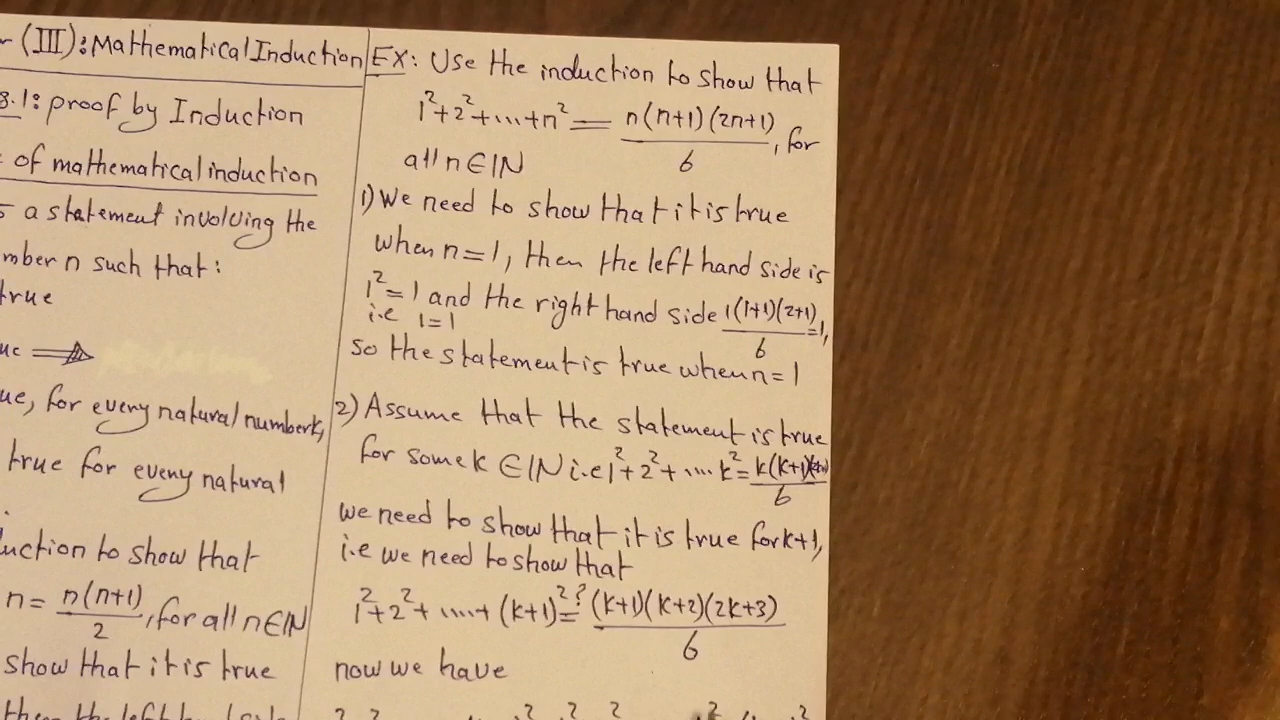 (III): Mathematical Induction
3.1: proof by Induction
of mathematical induction
a statement involving the
number n such that:
true
⟹
for every natural number k,
true for every natural
to show that
n = n(n+1)/2, for all n∈IN
show that it is true
EX: Use the induction to show that
1²+2²+...+n² = n(n+1)(2n+1)/6, for
all n∈IN
1) We need to show that it is true
when n=1, then the left hand side is
1²=1 and the right hand side 1(1+1)(2+1)/6 =1,
i.e 1=1
so the statement is true when n=1
2) Assume that the statement is true
for some k ∈IN i.e 1²+2²+.... k² = k(k+1)/6
we need to show that it is true for k+1,
i.e we need to show that
1²+2²+.....+(k+1)² =? (k+1)(k+2)(2k+3)/6
now we have